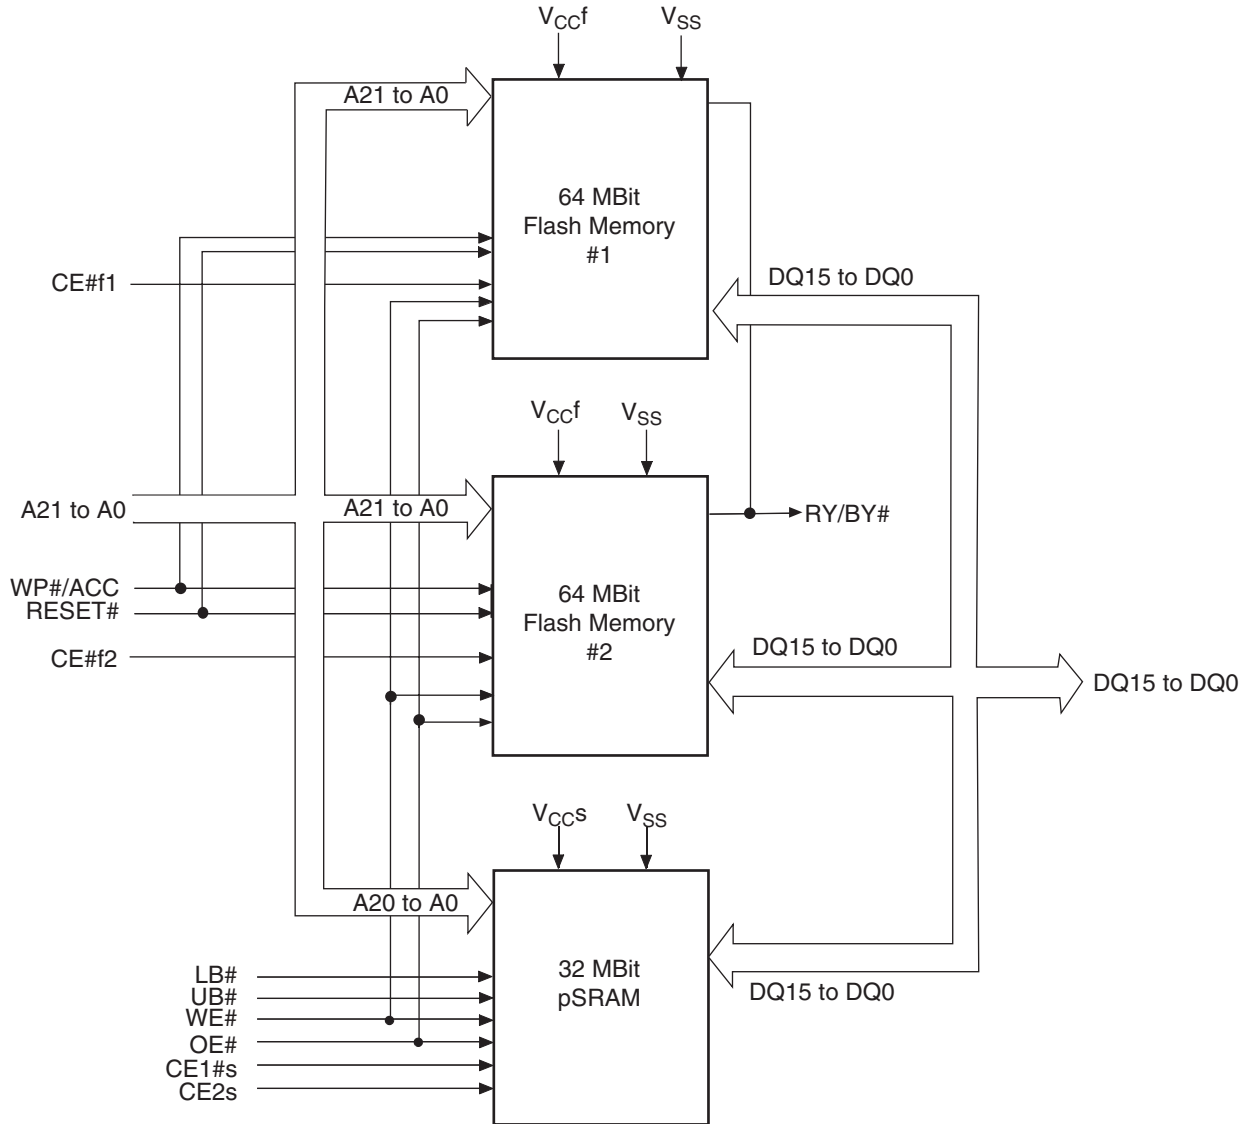 VCCf
VSS
A21 to A0
64 MBit
Flash Memory
#1
CE#f1
DQ15 to DQ0
VCCf
VSS
A21 to A0
A21 to A0
RY/BY#
WP#/ACC
RESET#
64 MBit
Flash Memory
#2
CE#f2
DQ15 to DQ0
DQ15 to DQ0
VCCs
VSS
A20 to A0
32 MBit
pSRAM
LB#
UB#
WE#
OE#
CE1#s
CE2s
DQ15 to DQ0